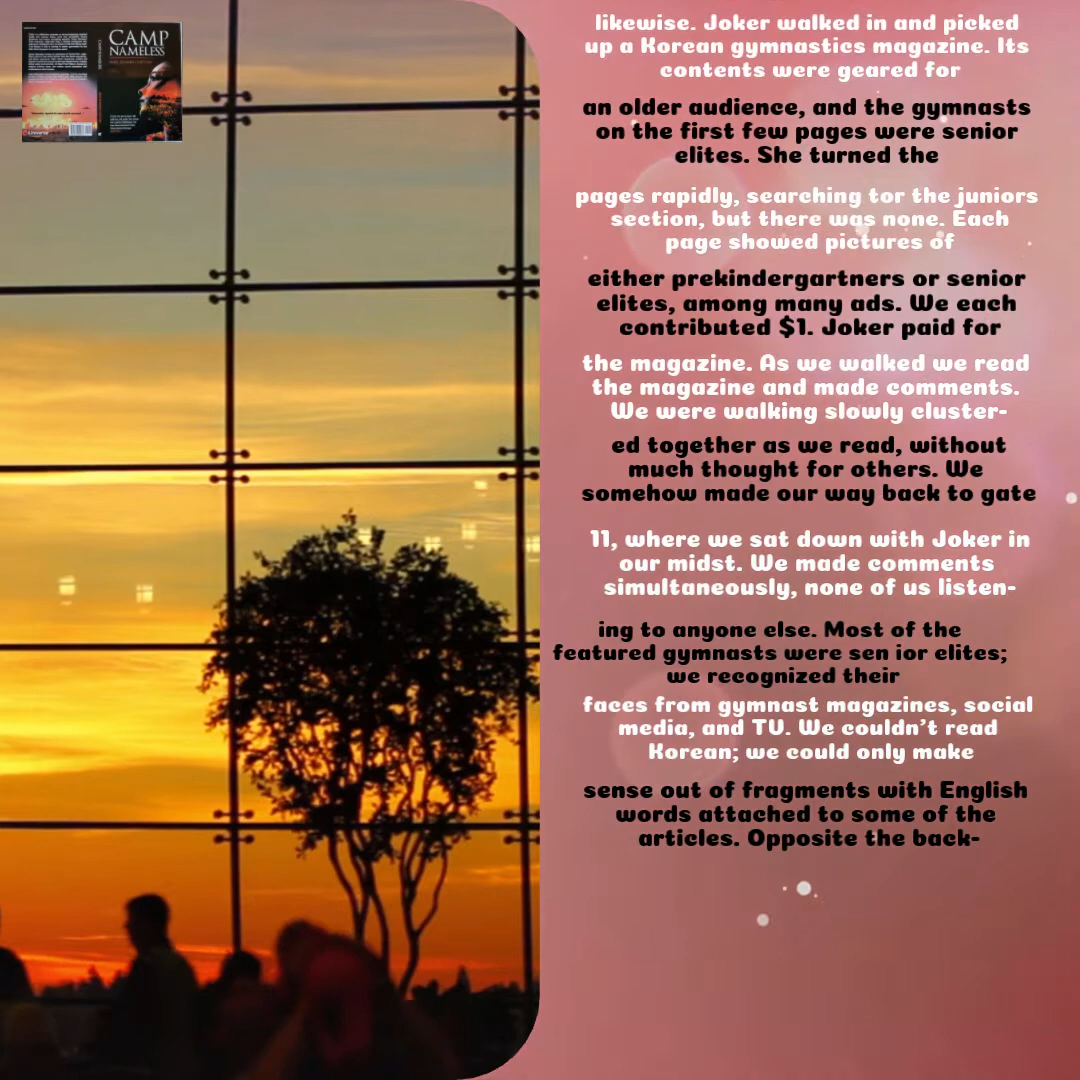 CAMP
NAMELESS
likewise. Joker walked in and picked
up a Korean gymnastics magazine. Its
contents were geared for
an older audience, and the gymnasts
on the first few pages were senior
elites. She turned the
pages rapidly, searching tor the juniors
section, but there was none. Each
page showed pictures of
either prekindergartners or senior
elites, among many ads. We each
contributed $1. Joker paid for
the magazine. As we walked we read
the magazine and made comments.
We were walking slowly cluster-
ed together as we read, without
much thought for others. We
somehow made our way back to gate
11, where we sat down with Joker in
our midst. We made comments
simultaneously, none of us listen-
ing to anyone else. Most of the
featured gymnasts were sen ior elites;
we recognized their
faces from gymnast magazines, social
media, and TV. We couldn't read
Korean; we could only make
sense out of fragments with English
words attached to some of the
articles. Opposite the back-